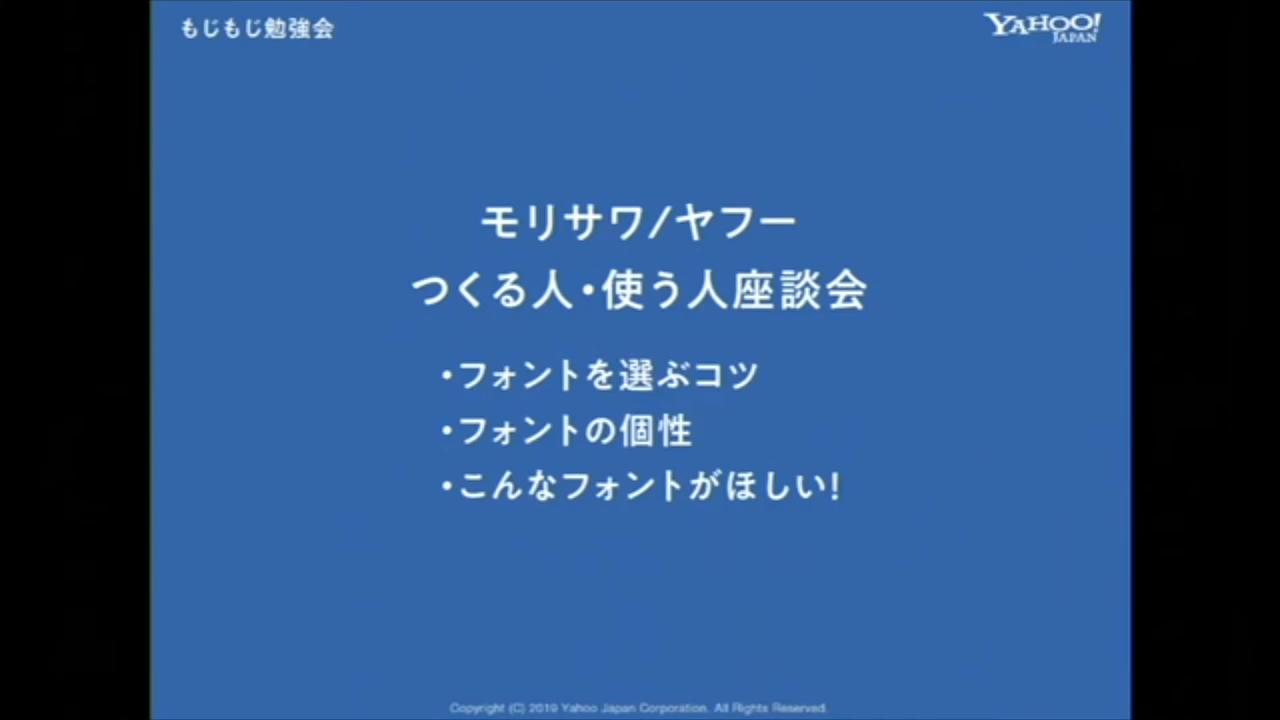 もじもじ勉強会
YAHOO!
JAPAN
モリサワ/ヤフー
つくる人・使う人座談会
・フォントを選ぶコツ
・フォントの個性
・こんなフォントがほしい!
Copyright (C) 2019 Yahoo Japan Corporation. All Rights Reserved.